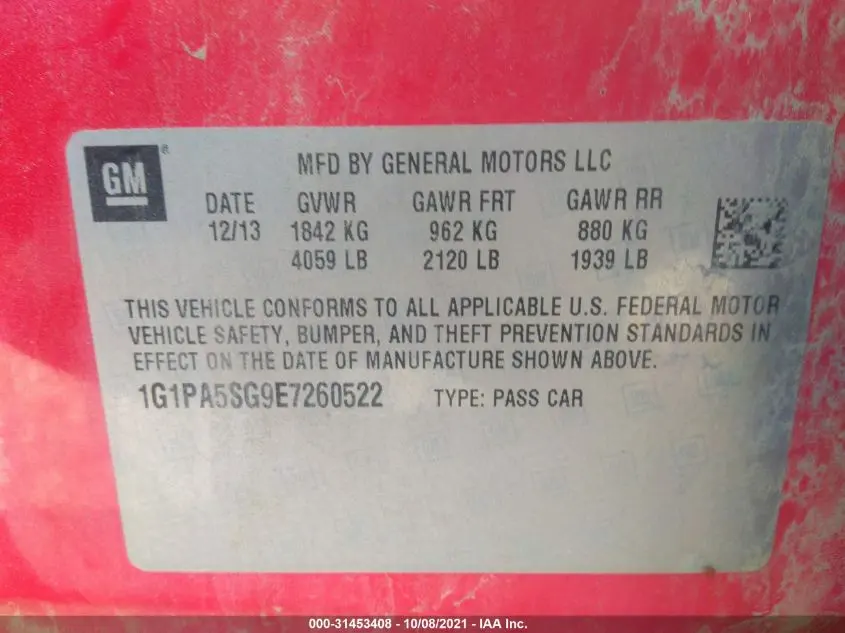 GM ®
MFD BY GENERAL MOTORS LLC
DATE GVWR GAWR FRT GAWR RR
12/13 1842 KG 962 KG 880 KG
4059 LB 2120 LB 1939 LB
THIS VEHICLE CONFORMS TO ALL APPLICABLE U.S. FEDERAL MOTOR
VEHICLE SAFETY, BUMPER, AND THEFT PREVENTION STANDARDS IN
EFFECT ON THE DATE OF MANUFACTURE SHOWN ABOVE.
1G1PA5SG9E7260522 TYPE: PASS CAR
000-31453408 - 10/08/2021 - IAA Inc.